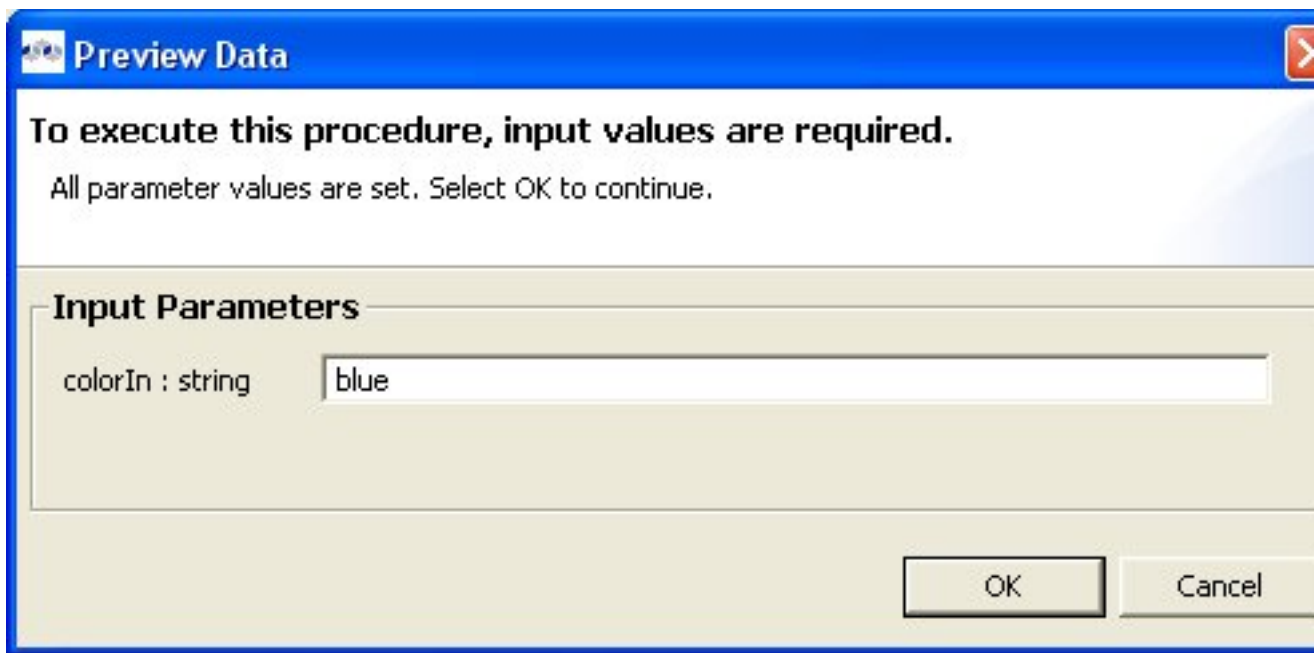 Preview Data
To execute this procedure, input values are required.
All parameter values are set. Select OK to continue.
Input Parameters
colorIn : string blue
OK Cancel